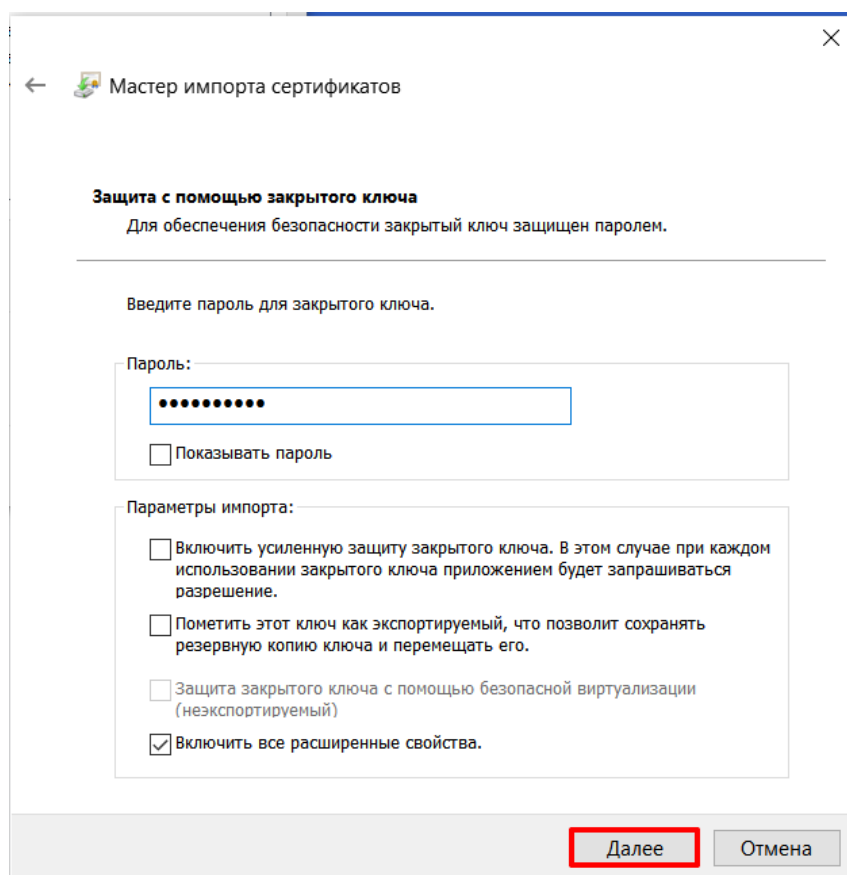 Мастер импорта сертификатов
Защита с помощью закрытого ключа
Для обеспечения безопасности закрытый ключ защищен паролем.
Введите пароль для закрытого ключа.
Пароль:
••••••••••
Показывать пароль
Параметры импорта:
Включить усиленную защиту закрытого ключа. В этом случае при каждом
использовании закрытого ключа приложением будет запрашиваться
разрешение.
Пометить этот ключ как экспортируемый, что позволит сохранять
резервную копию ключа и перемещать его.
Защита закрытого ключа с помощью безопасной виртуализации
(неэкспортируемый)
Включить все расширенные свойства.
Далее
Отмена